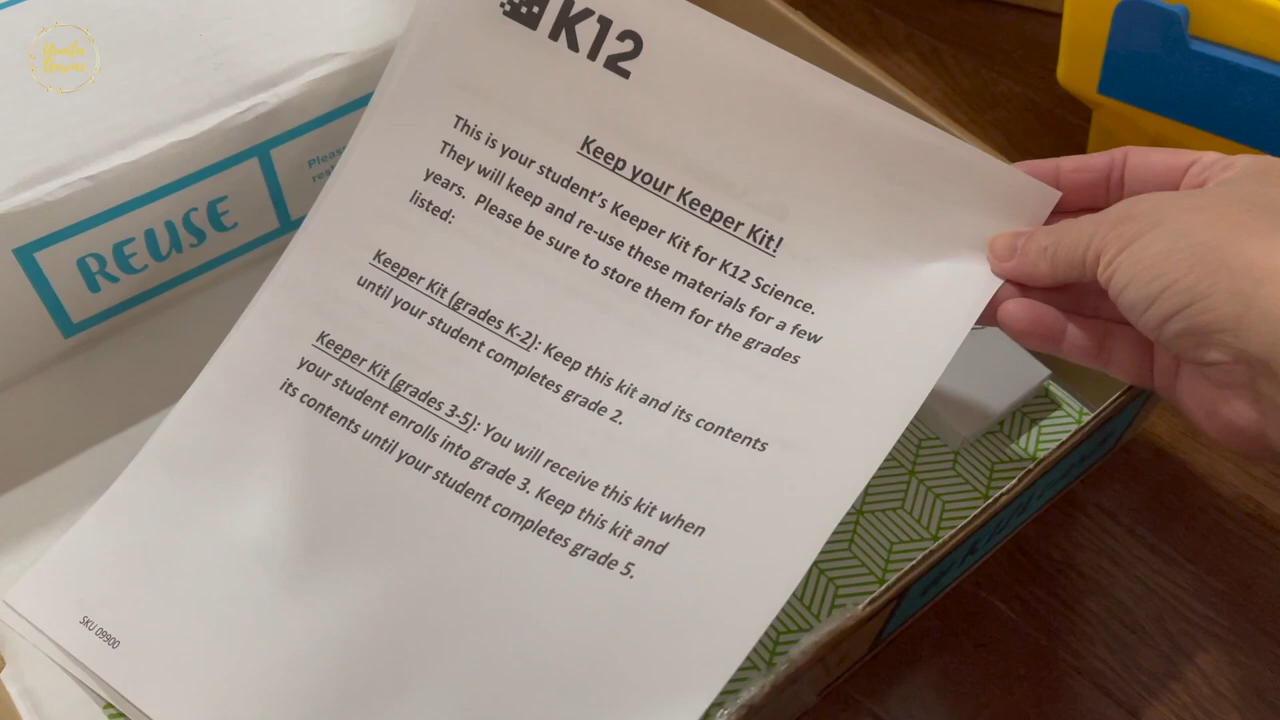 K12
Keep your Keeper Kit!
This is your student's Keeper Kit for K12 Science.
They will keep and re-use these materials for a few
years. Please be sure to store them for the grades
listed:
Keeper Kit (grades K-2): Keep this kit and its contents
until your student completes grade 2.
Keeper Kit (grades 3-5): You will receive this kit when
your student enrolls into grade 3. Keep this kit and
its contents until your student completes grade 5.
SKU 09900
REUSE